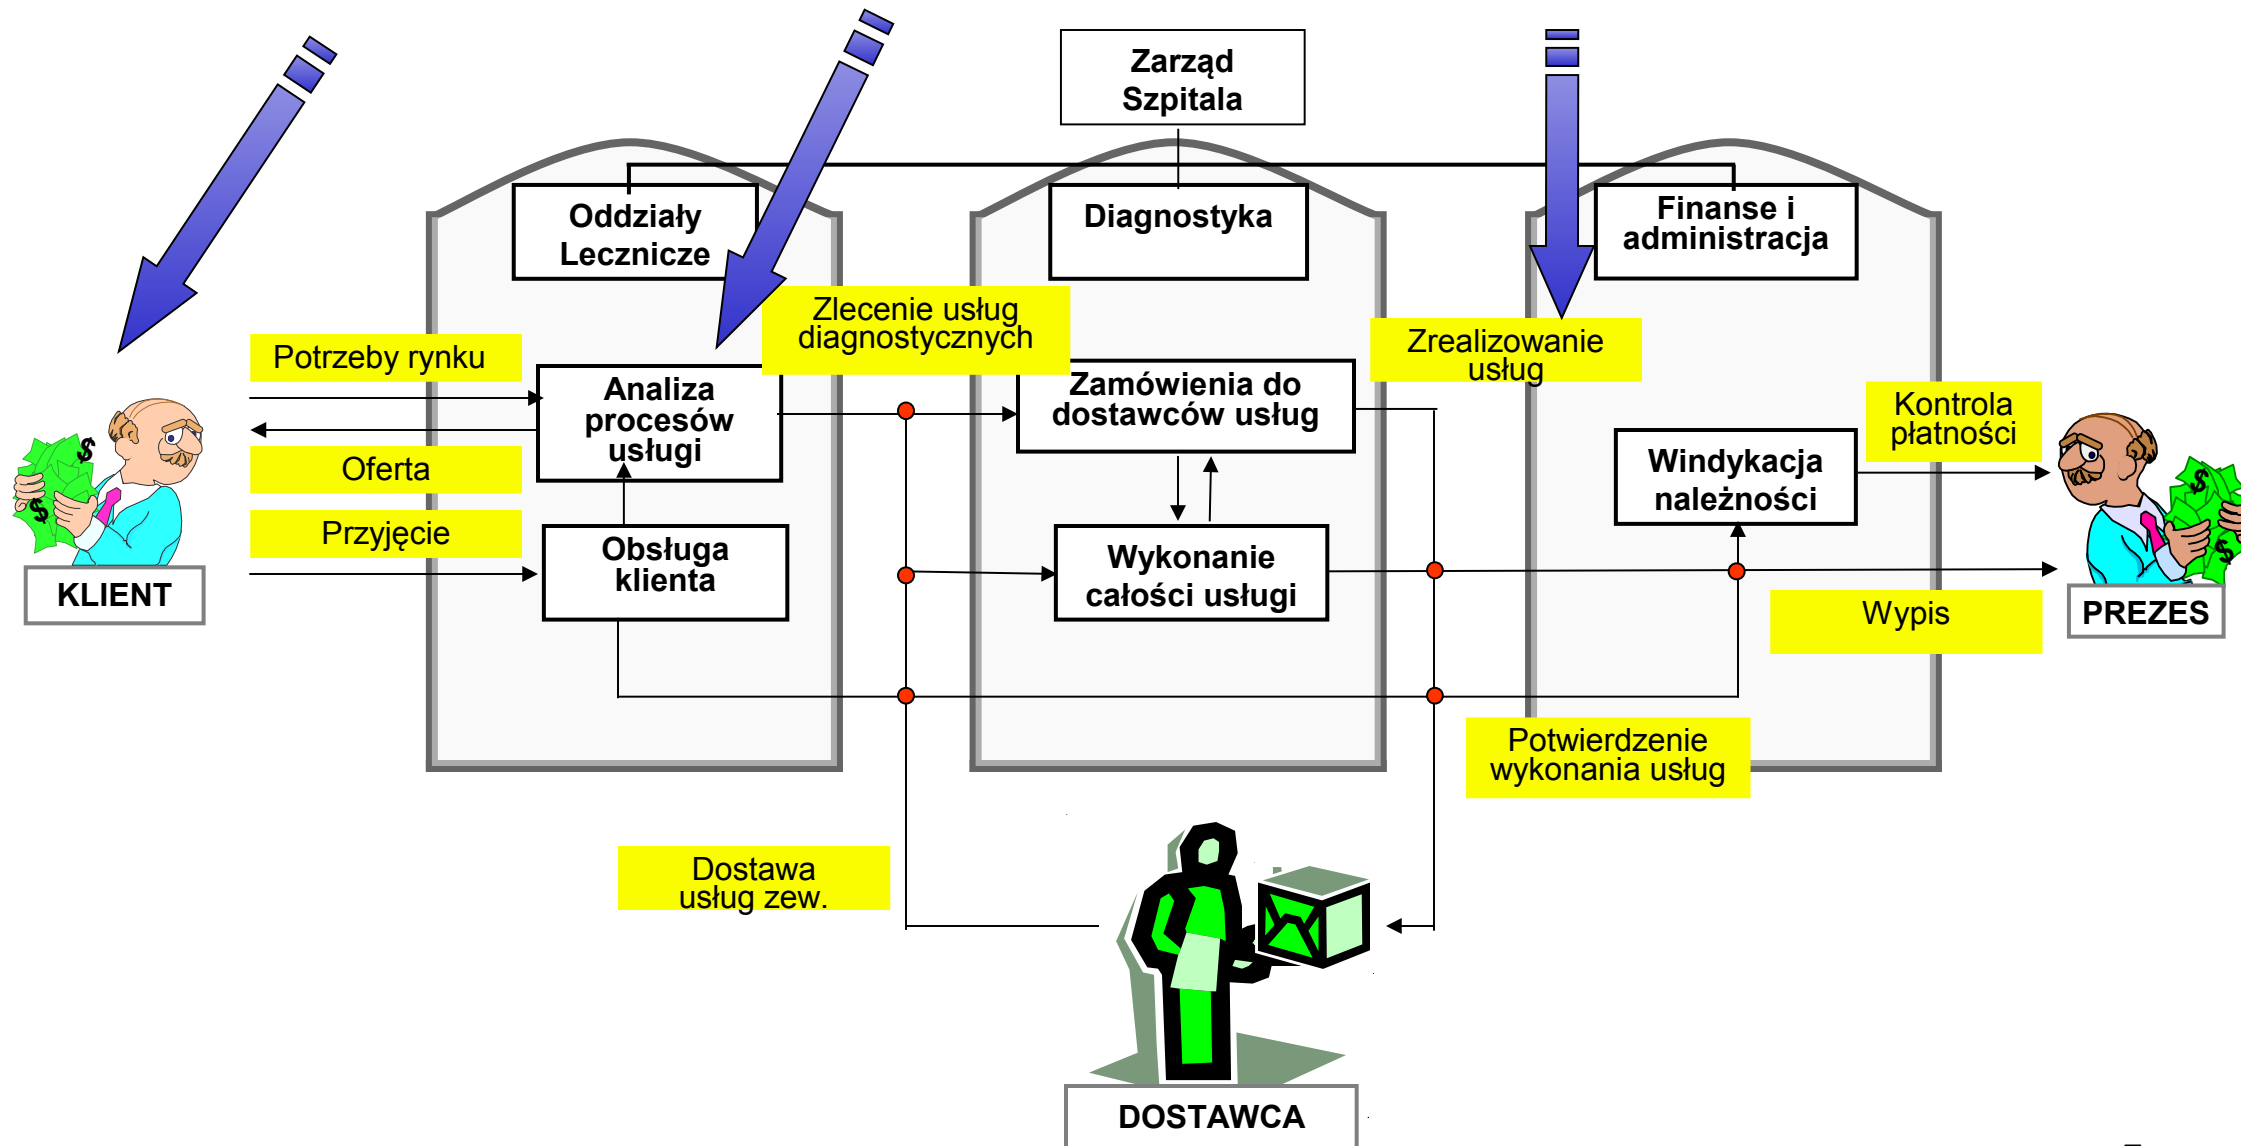 Zarząd
Szpitala
Oddziały
Lecznicze
Diagnostyka
Finanse i
administracja
Zlecenie usług
diagnostycznych
Zrealizowanie
usług
Potrzeby rynku
Analiza
procesów
usługi
Zamówienia do
dostawców usług
Kontrola
płatności
Oferta
Windykacja
należności
Przyjęcie
Obsługa
klienta
Wykonanie
całości usługi
KLIENT
Wypis
PREZES
Potwierdzenie
wykonania usług
Dostawa
usług zew.
DOSTAWCA